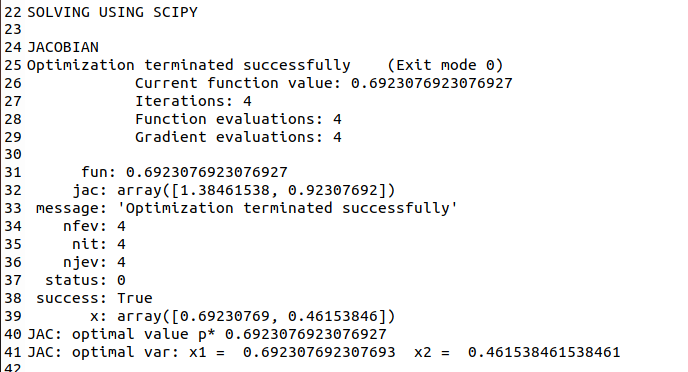 22 SOLVING USING SCIPY
23
24 JACOBIAN
25 Optimization terminated successfully    (Exit mode 0)
26             Current function value: 0.6923076923076927
27             Iterations: 4
28             Function evaluations: 4
29             Gradient evaluations: 4
30
31      fun: 0.6923076923076927
32     jac: array([1.38461538, 0.92307692])
33 message: 'Optimization terminated successfully'
34    nfev: 4
35     nit: 4
36    njev: 4
37  status: 0
38 success: True
39       x: array([0.69230769, 0.46153846])
40 JAC: optimal value p* 0.6923076923076927
41 JAC: optimal var: x1 =  0.692307692307693  x2 =  0.461538461538461
42